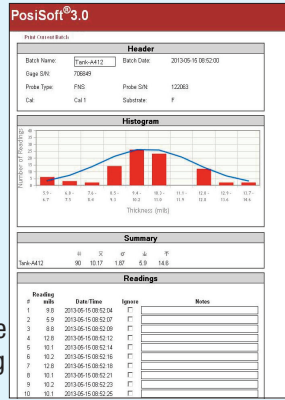 PosiSoft®3.0
Print Current Batch
Header
Batch Name: Tank-A412 Batch Date: 2013-05-15 08:52:00
Gage S/N: 706849
Probe Type: FNS Probe S/N: 122063
Cal: Cal 1 Substrate: F
Histogram
Number of Readings
Thickness (mils)
Summary
Tank-A412 90 10.17 1.87 5.9 14.6
Readings
Reading
# mils Date/Time Ignore Notes
1 9.8 2013-05-15 08:52:04
2 5.9 2013-05-15 08:52:07
3 8.8 2013-05-15 08:52:09
4 12.8 2013-05-15 08:52:12
5 10.1 2013-05-15 08:52:14
6 10.2 2013-05-15 08:52:16
7 12.8 2013-05-15 08:52:18
8 10.1 2013-05-15 08:52:21
9 10.2 2013-05-15 08:52:23
10 10.1 2013-05-15 08:52:25